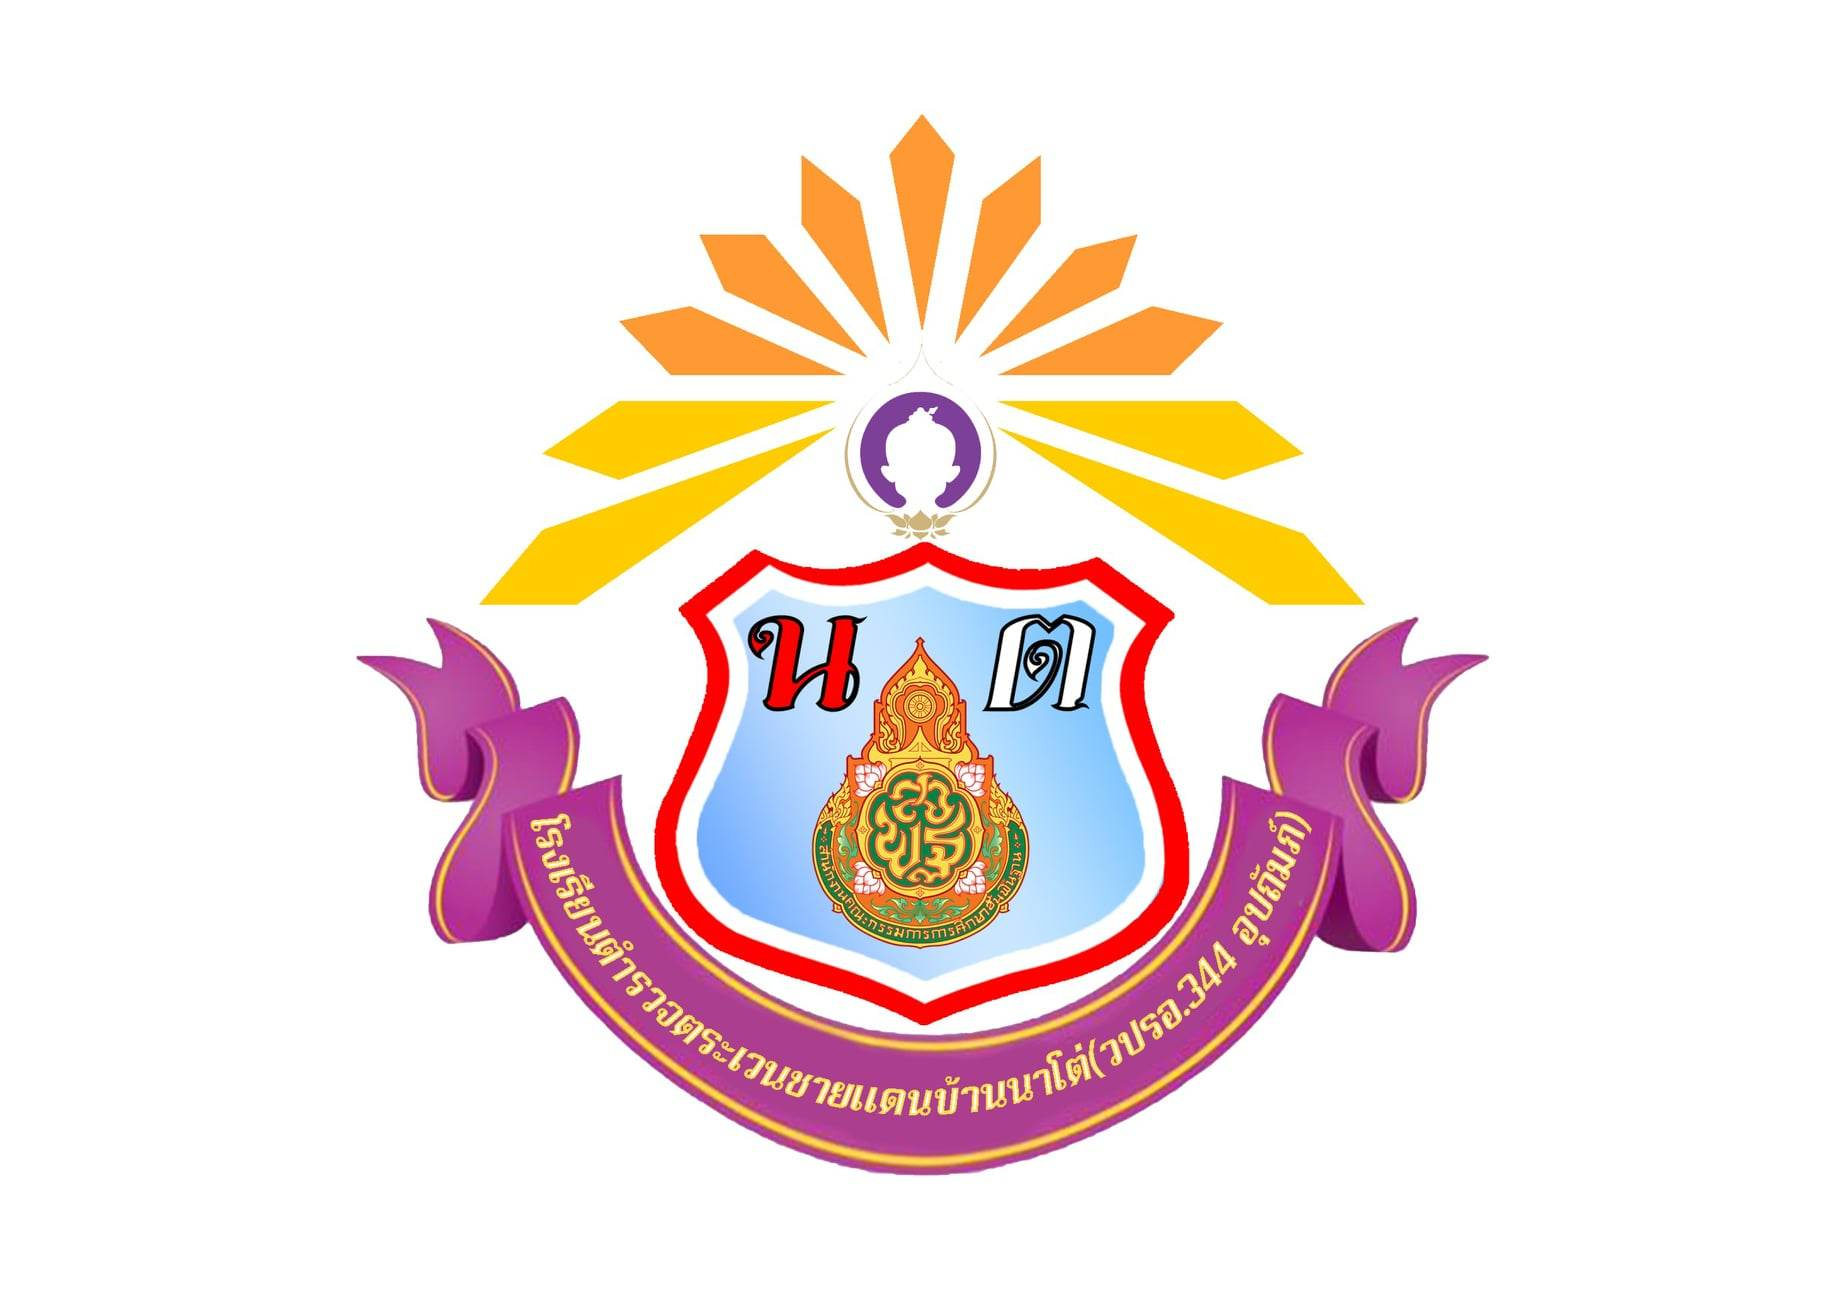 น ต
สพฐ
สำนักงานคณะกรรมการการศึกษาขั้นพื้นฐาน
โรงเรียนตำรวจตระเวนชายแดนบ้านนาโต่(วปรอ.344 อุปถัมภ์)